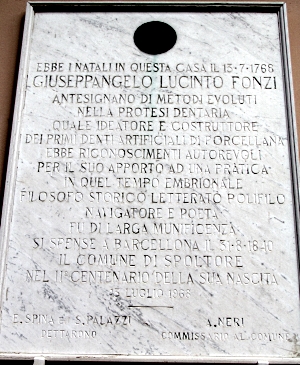 EBBE I NATALI IN QUESTA CASA IL 13·7·1768
GIUSEPPANGELO LUCINTO FONZI
ANTESIGNANO DI METODI EVOLUTI
NELLA PROTESI DENTARIA
QUALE IDEATORE E COSTRUTTORE
DEI PRIMI DENTI ARTIFICIALI DI PORCELLANA
EBBE RICONOSCIMENTI AUTOREVOLI
PER IL SUO APPORTO AD UNA PRATICA
IN QUEL TEMPO EMBRIONALE
FILOSOFO STORICO LETTERATO POLIFILO
NAVIGATORE E POETA
FU DI LARGA MUNIFICENZA
SI SPENSE A BARCELLONA IL 31·8·1840
IL COMUNE DI SPOLTORE
NEL II° CENTENARIO DELLA SUA NASCITA
13 LUGLIO 1968
E. SPINA - S. PALAZZI A. NERI
DETTARONO COMMISSARIO AL COMUNE